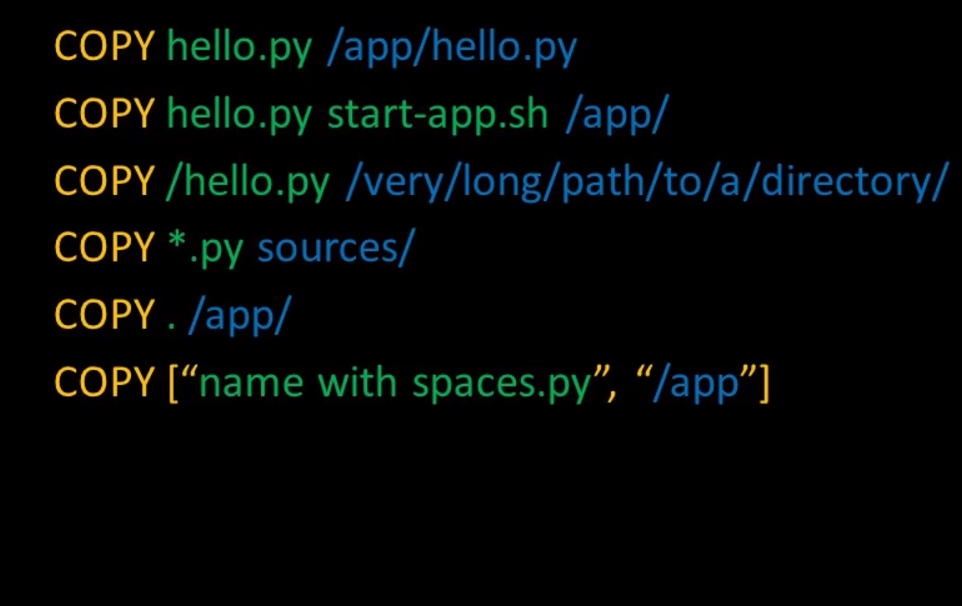 COPY hello.py /app/hello.py
COPY hello.py start-app.sh /app/
COPY /hello.py /very/long/path/to/a/directory/
COPY *.py sources/
COPY . /app/
COPY [“name with spaces.py”, “/app”]